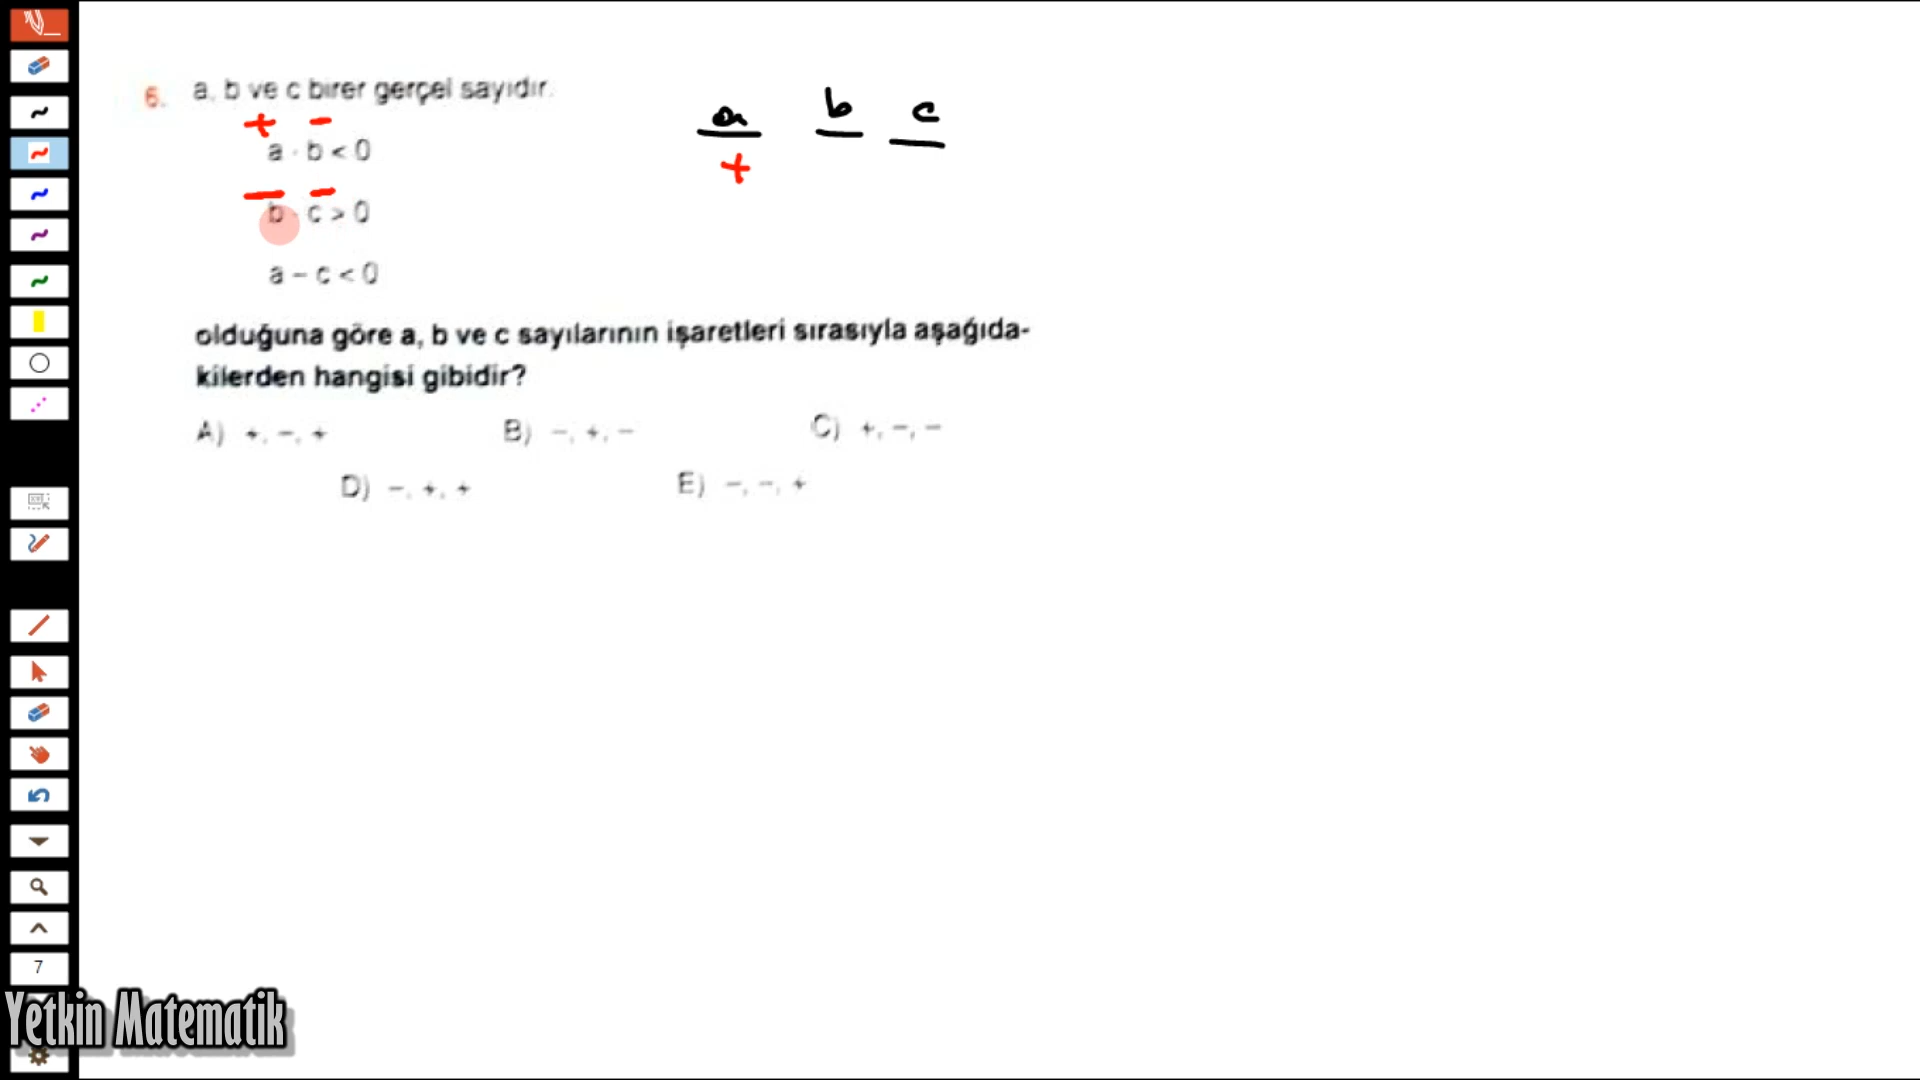 6. a, b ve c birer gerçel sayıdır.
+ -
a · b < 0
- -
b · c > 0
a - c < 0
olduğuna göre a, b ve c sayılarının işaretleri sırasıyla aşağıda-
kilerden hangisi gibidir?
A) +, -, + B) -, +, - C) +, -, -
D) -, +, + E) -, -, +
a b c
+
7
Yetkin Matematik